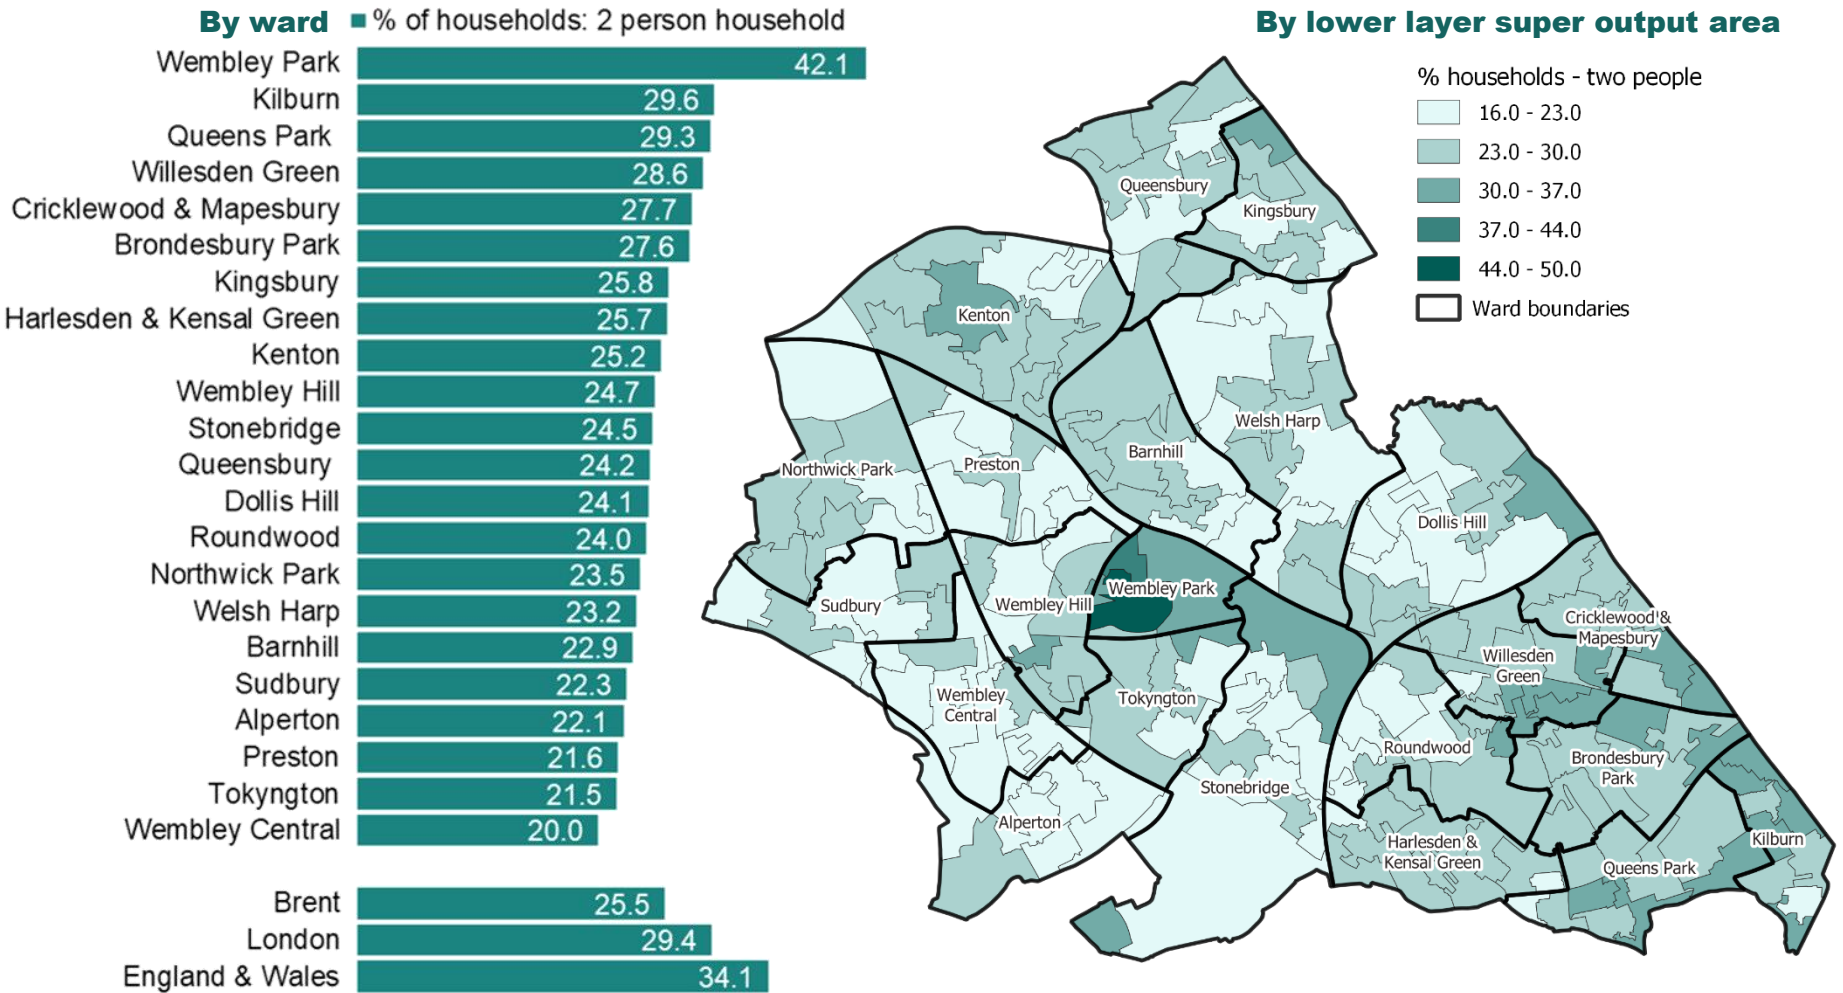 By ward
% of households: 2 person household
Wembley Park 42.1
Kilburn 29.6
Queens Park 29.3
Willesden Green 28.6
Cricklewood & Mapesbury 27.7
Brondesbury Park 27.6
Kingsbury 25.8
Harlesden & Kensal Green 25.7
Kenton 25.2
Wembley Hill 24.7
Stonebridge 24.5
Queensbury 24.2
Dollis Hill 24.1
Roundwood 24.0
Northwick Park 23.5
Welsh Harp 23.2
Barnhill 22.9
Sudbury 22.3
Alperton 22.1
Preston 21.6
Tokyngton 21.5
Wembley Central 20.0
Brent 25.5
London 29.4
England & Wales 34.1
By lower layer super output area
% households - two people
16.0 - 23.0
23.0 - 30.0
30.0 - 37.0
37.0 - 44.0
44.0 - 50.0
Ward boundaries
Queensbury
Kingsbury
Kenton
Welsh Harp
Barnhill
Preston
Northwick Park
Dollis Hill
Wembley Park
Wembley Hill
Sudbury
Cricklewood &
Mapesbury
Willesden
Green
Tokyngton
Wembley
Central
Roundwood
Brondesbury
Park
Stonebridge
Alperton
Harlesden &
Kensal Green
Kilburn
Queens Park